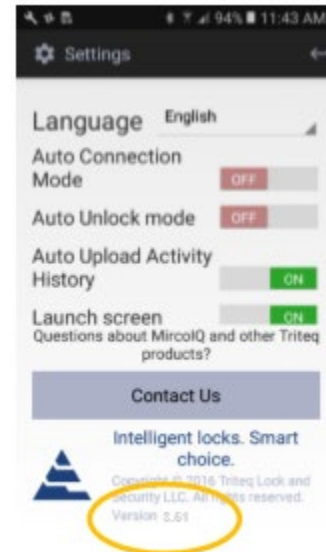 94% 11:43 AM
Settings
Language English
Auto Connection
Mode OFF
Auto Unlock mode OFF
Auto Upload Activity
History ON
Launch screen ON
Questions about MircoIQ and other Triteq
products?
Contact Us
Intelligent locks. Smart
choice.
Copyright © 2016 Triteq Lock and
Security LLC. All rights reserved.
Version 3.61